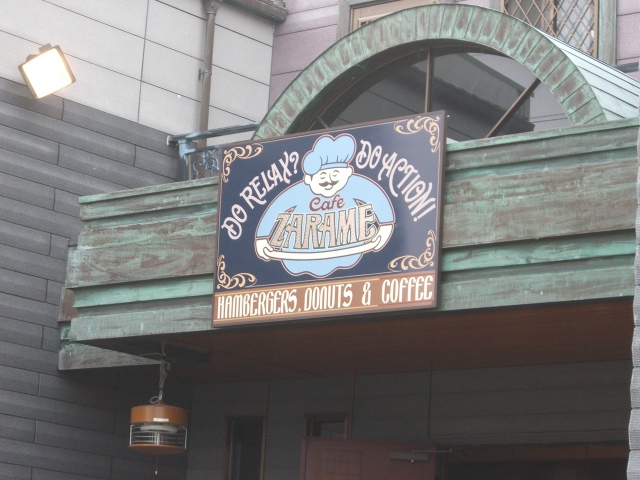 DO RELAX? DO ACTION!
Cafe
ZARAME
HAMBERGERS, DONUTS & COFFEE